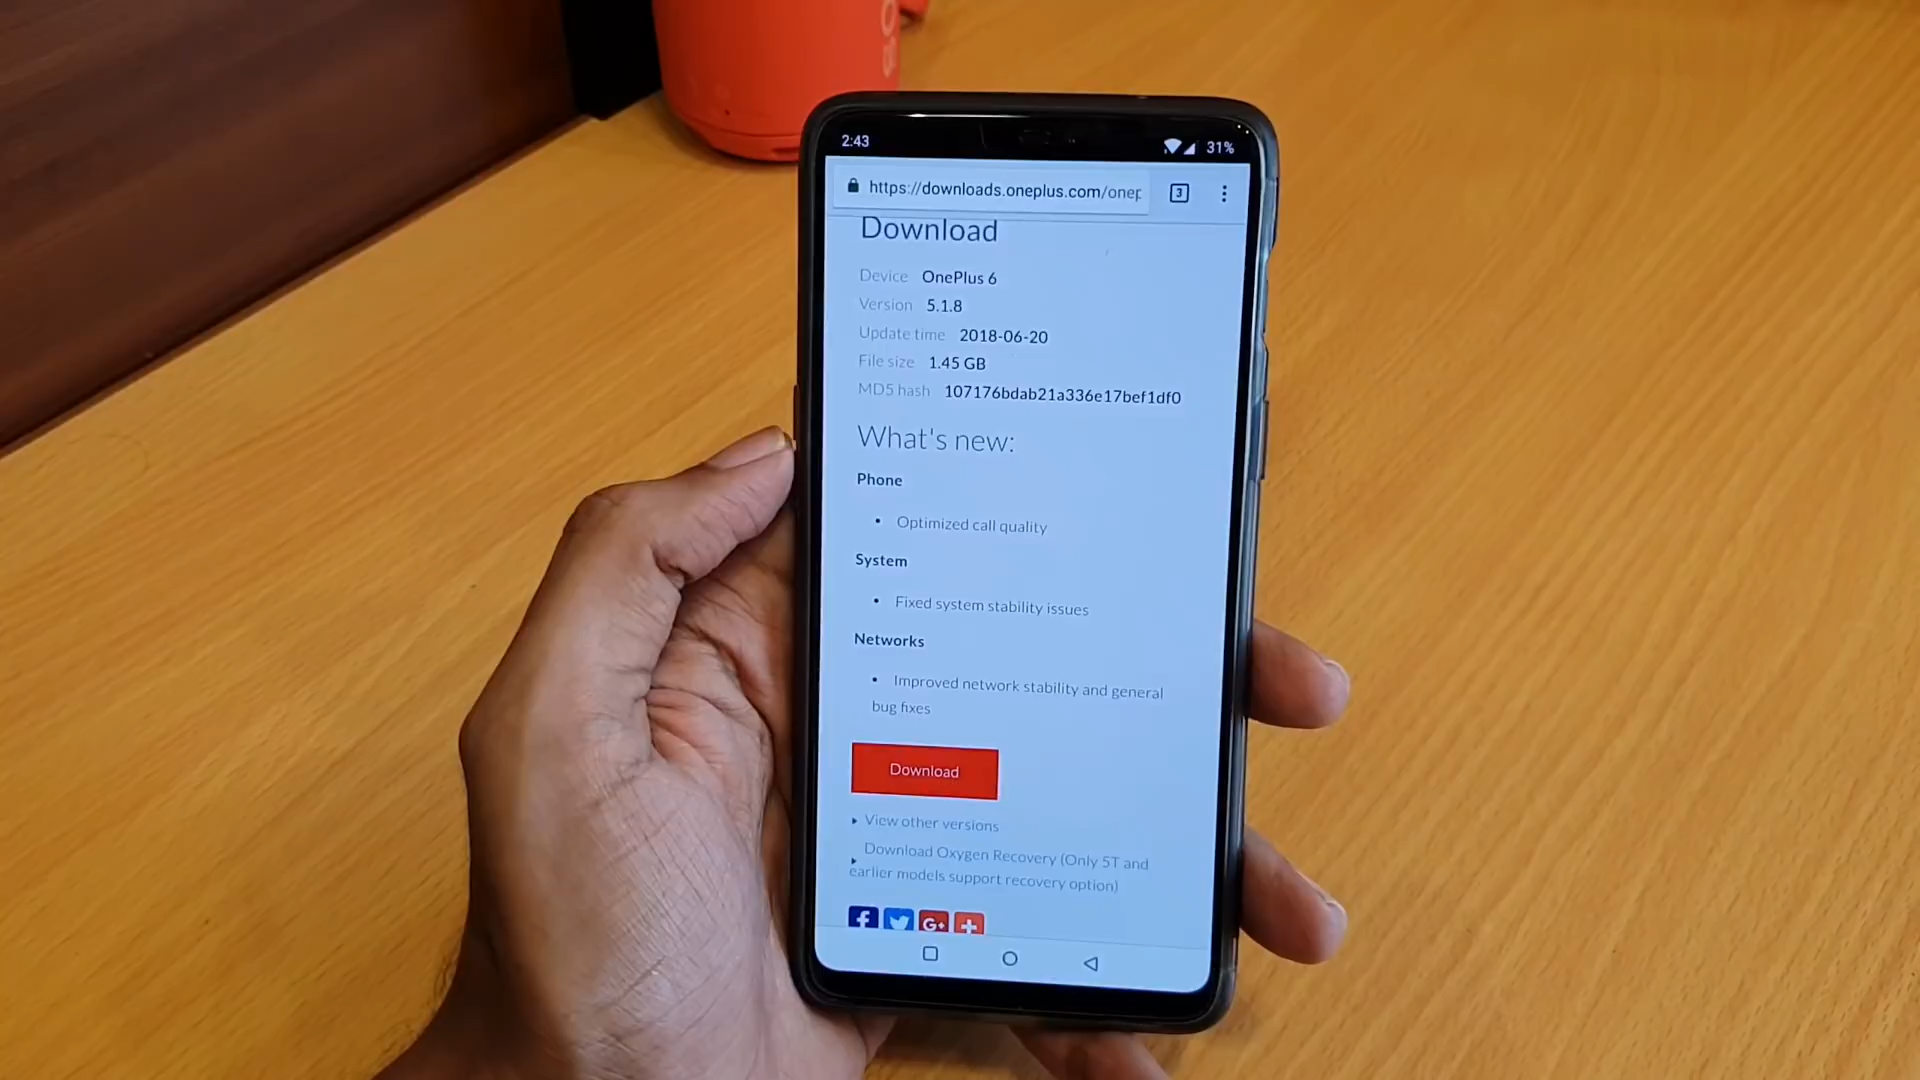 2:43
31%
https://downloads.oneplus.com/onep
3
Download
Device OnePlus 6
Version 5.1.8
Update time 2018-06-20
File size 1.45 GB
MD5 hash 107176bdab21a336e17bef1df0
What's new:
Phone
• Optimized call quality
System
• Fixed system stability issues
Networks
• Improved network stability and general
bug fixes
Download
View other versions
Download Oxygen Recovery (Only 5T and
earlier models support recovery option)
f G+ +